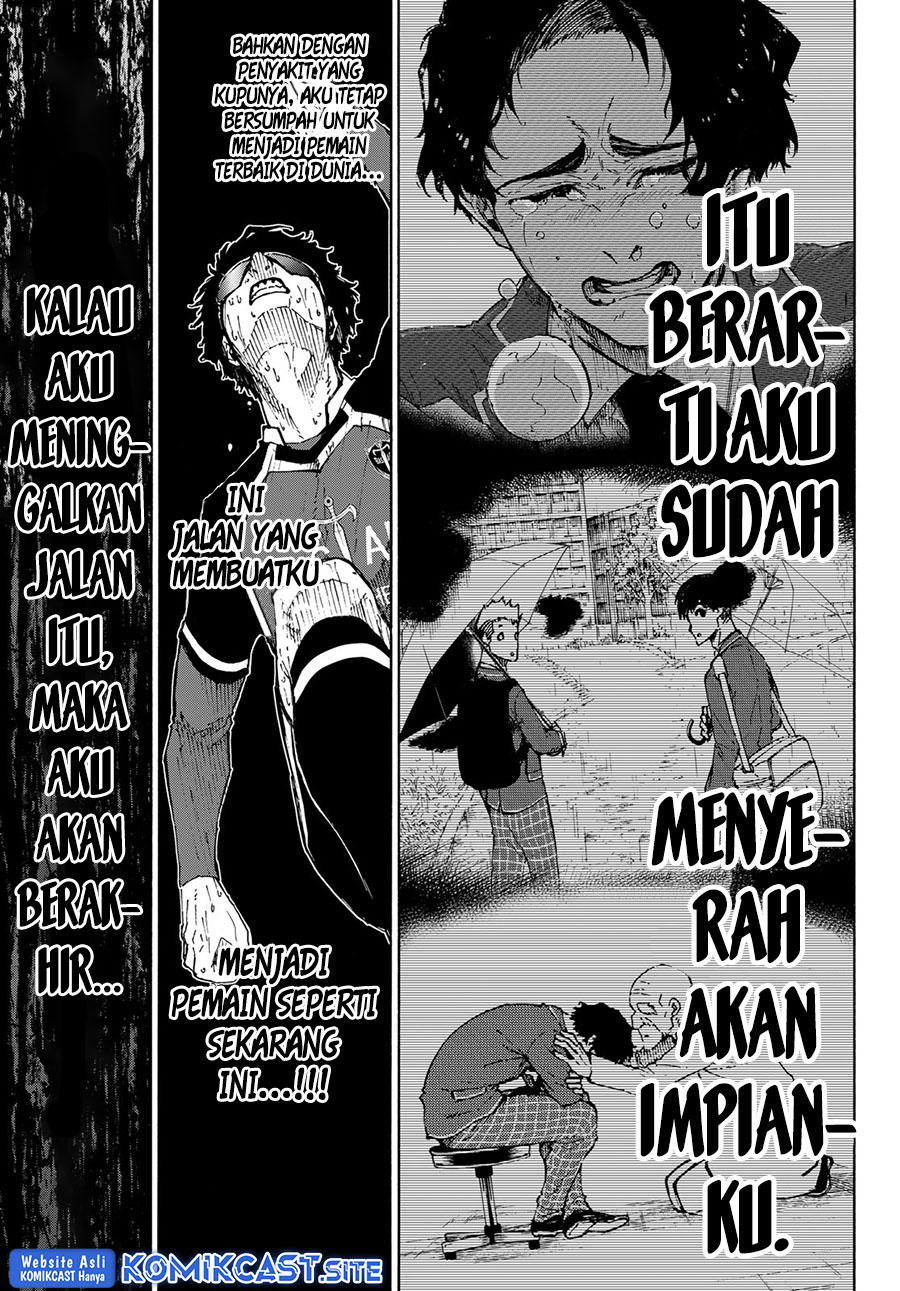 ITU
BERAR-
TI AKU
SUDAH
MENYE-
RAH
AKAN
IMPIAN-
KU.
BAHKAN DENGAN
PENYAKIT YANG
KUPUNYA, AKU TETAP
BERSUMPAH UNTUK
MENJADI PEMAIN
TERBAIK DI DUNIA...
INI
JALAN YANG
MEMBUATKU
MENJADI
PEMAIN SEPERTI
SEKARANG
INI...!!!
KALAU
AKU
MENING-
GALKAN
JALAN
ITU,
MAKA
AKU
AKAN
BERAK-
HIR...
Website Asli
KOMIKCAST Hanya
KOMIKCAST.SITE